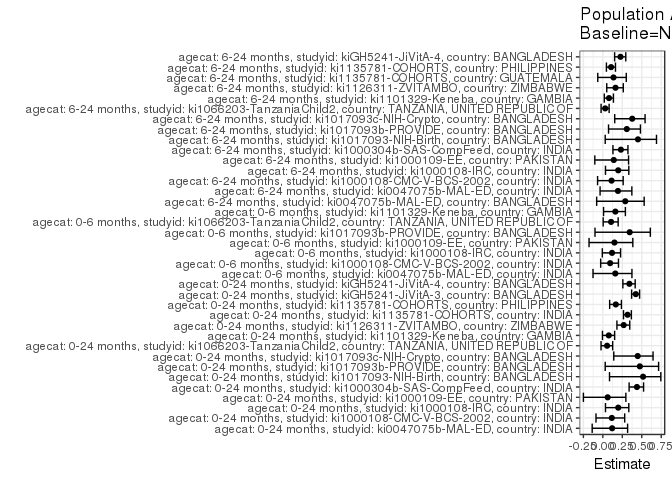 Population
Baseline=N
agecat: 6-24 months, studyid: kiGH5241-JiVitA-4, country: BANGLADESH
agecat: 6-24 months, studyid: ki1135781-COHORTS, country: PHILIPPINES
agecat: 6-24 months, studyid: ki1135781-COHORTS, country: GUATEMALA
agecat: 6-24 months, studyid: ki1126311-ZVITAMBO, country: ZIMBABWE
agecat: 6-24 months, studyid: ki1101329-Keneba, country: GAMBIA
agecat: 6-24 months, studyid: ki1066203-TanzaniaChild2, country: TANZANIA, UNITED REPUBLIC OF
agecat: 6-24 months, studyid: ki1017093c-NIH-Crypto, country: BANGLADESH
agecat: 6-24 months, studyid: ki1017093b-PROVIDE, country: BANGLADESH
agecat: 6-24 months, studyid: ki1017093-NIH-Birth, country: BANGLADESH
agecat: 6-24 months, studyid: ki1000304b-SAS-CompFeed, country: INDIA
agecat: 6-24 months, studyid: ki1000109-EE, country: PAKISTAN
agecat: 6-24 months, studyid: ki1000108-IRC, country: INDIA
agecat: 6-24 months, studyid: ki1000108-CMC-V-BCS-2002, country: INDIA
agecat: 6-24 months, studyid: ki0047075b-MAL-ED, country: INDIA
agecat: 6-24 months, studyid: ki0047075b-MAL-ED, country: BANGLADESH
agecat: 0-6 months, studyid: ki1101329-Keneba, country: GAMBIA
agecat: 0-6 months, studyid: ki1066203-TanzaniaChild2, country: TANZANIA, UNITED REPUBLIC OF
agecat: 0-6 months, studyid: ki1017093b-PROVIDE, country: BANGLADESH
agecat: 0-6 months, studyid: ki1000109-EE, country: PAKISTAN
agecat: 0-6 months, studyid: ki1000108-IRC, country: INDIA
agecat: 0-6 months, studyid: ki1000108-CMC-V-BCS-2002, country: INDIA
agecat: 0-6 months, studyid: ki0047075b-MAL-ED, country: INDIA
agecat: 0-24 months, studyid: kiGH5241-JiVitA-4, country: BANGLADESH
agecat: 0-24 months, studyid: kiGH5241-JiVitA-3, country: BANGLADESH
agecat: 0-24 months, studyid: ki1135781-COHORTS, country: PHILIPPINES
agecat: 0-24 months, studyid: ki1135781-COHORTS, country: INDIA
agecat: 0-24 months, studyid: ki1126311-ZVITAMBO, country: ZIMBABWE
agecat: 0-24 months, studyid: ki1101329-Keneba, country: GAMBIA
agecat: 0-24 months, studyid: ki1066203-TanzaniaChild2, country: TANZANIA, UNITED REPUBLIC OF
agecat: 0-24 months, studyid: ki1017093c-NIH-Crypto, country: BANGLADESH
agecat: 0-24 months, studyid: ki1017093b-PROVIDE, country: BANGLADESH
agecat: 0-24 months, studyid: ki1017093-NIH-Birth, country: BANGLADESH
agecat: 0-24 months, studyid: ki1000304b-SAS-CompFeed, country: INDIA
agecat: 0-24 months, studyid: ki1000109-EE, country: PAKISTAN
agecat: 0-24 months, studyid: ki1000108-IRC, country: INDIA
agecat: 0-24 months, studyid: ki1000108-CMC-V-BCS-2002, country: INDIA
agecat: 0-24 months, studyid: ki0047075b-MAL-ED, country: INDIA
-0.25 0.00 0.25 0.50 0.75
Estimate